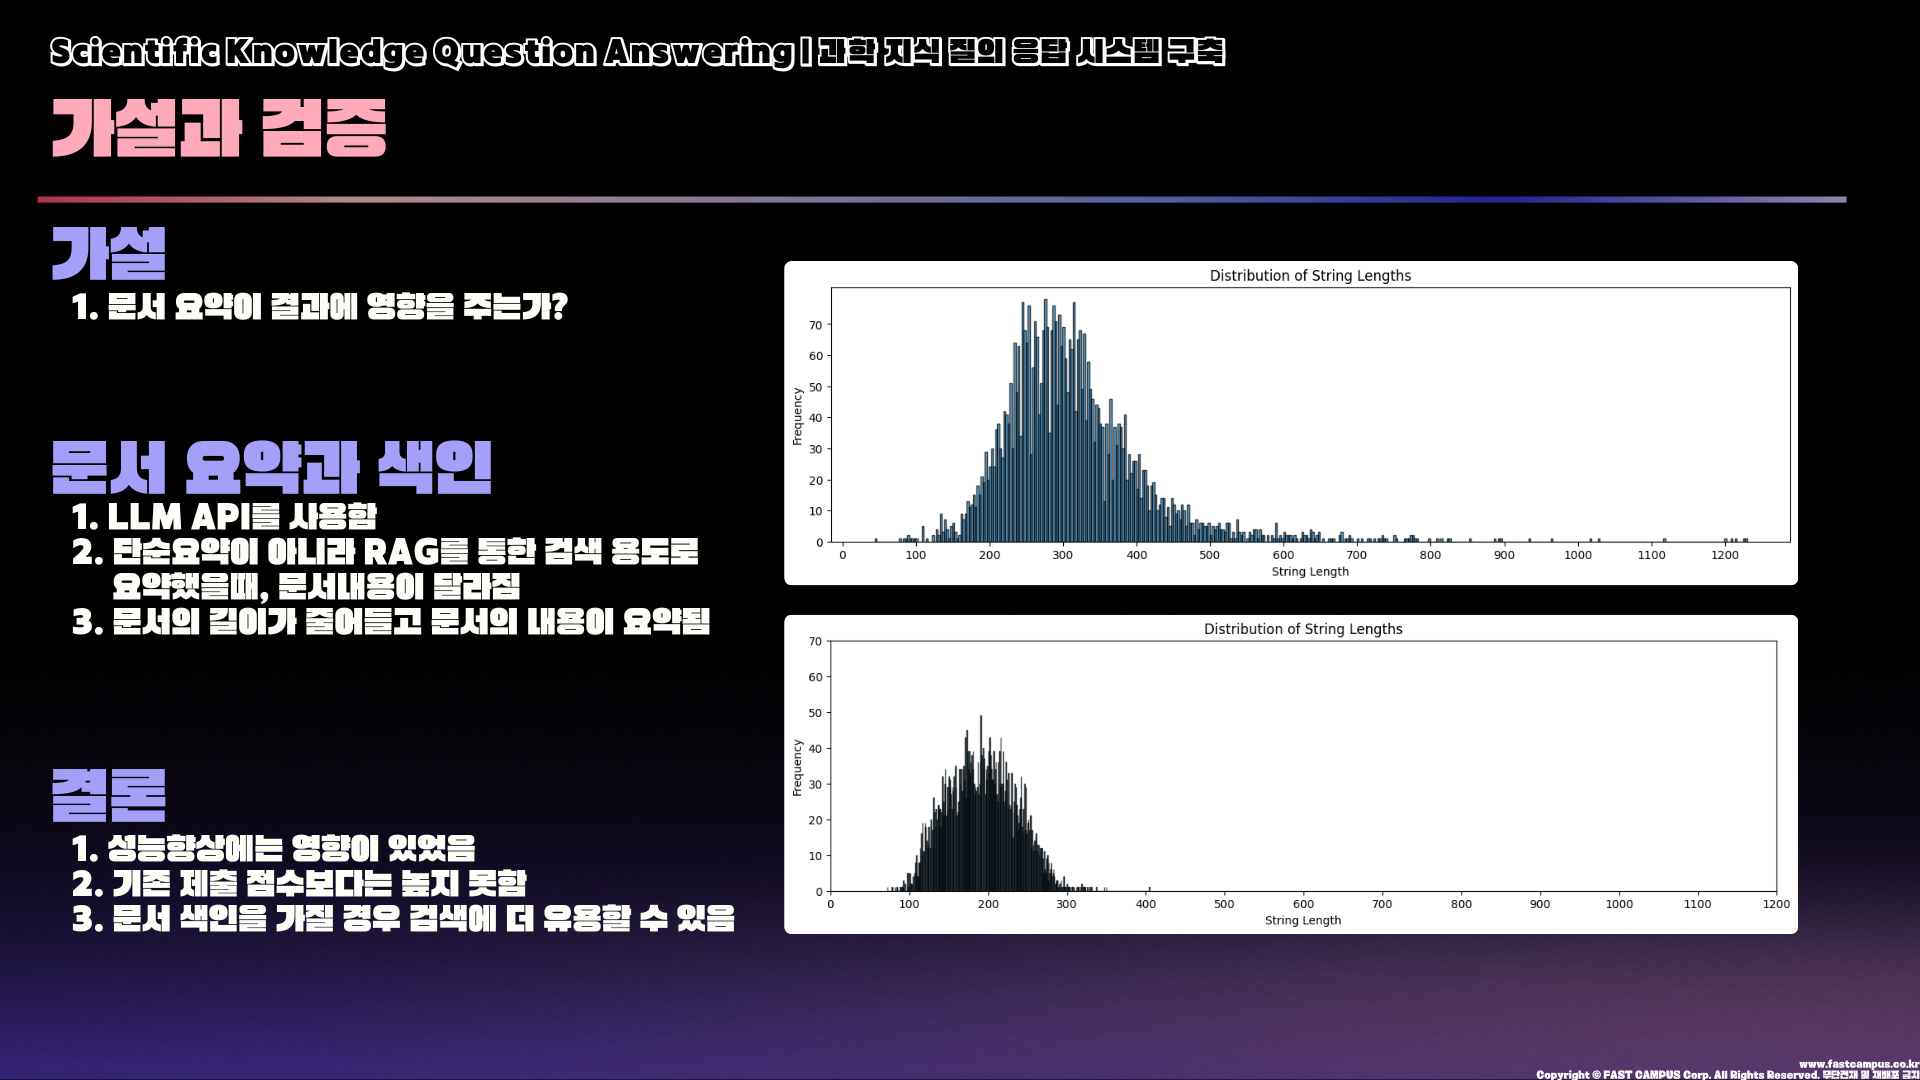 Scientific Knowledge Question Answering | 과학 지식 질의 응답 시스템 구축
가설과 검증
가설
1. 문서 요약이 결과에 영향을 주는가?
문서 요약과 색인
1. LLM API를 사용함
2. 단순요약이 아니라 RAG를 통한 검색 용도로
요약했을때, 문서내용이 달라짐
3. 문서의 길이가 줄어들고 문서의 내용이 요약됨
결론
1. 성능향상에는 영향이 있었음
2. 기존 제출 점수보다는 높지 못함
3. 문서 색인을 가질 경우 검색에 더 유용할 수 있음
Distribution of String Lengths
Frequency
70
60
50
40
30
20
10
0
0 100 200 300 400 500 600 700 800 900 1000 1100 1200
String Length
Distribution of String Lengths
Frequency
70
60
50
40
30
20
10
0
0 100 200 300 400 500 600 700 800 900 1000 1100 1200
String Length
www.fastcampus.co.kr
Copyright © FAST CAMPUS Corp. All Rights Reserved. 무단전재 및 재배포 금지